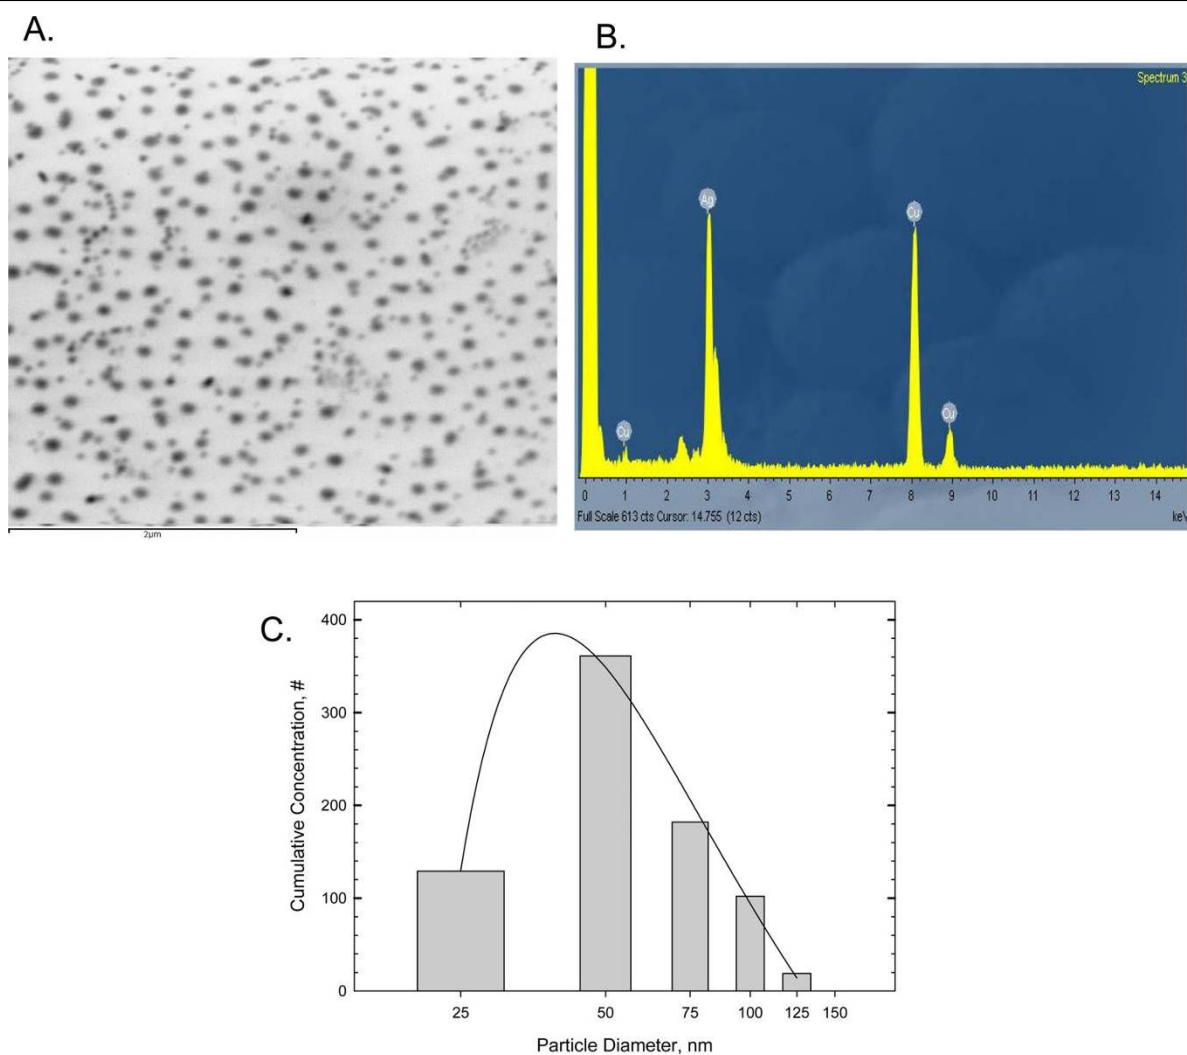 A.
B.
Spectrum 3
Ag
Cu
Cu
Cu
0 1 2 3 4 5 6 7 8 9 10 11 12 13 14
Full Scale 613 cts Cursor: 14.755 (12 cts)
keV
2µm
C.
400
300
200
100
0
Cumulative Concentration, #
25 50 75 100 125 150
Particle Diameter, nm